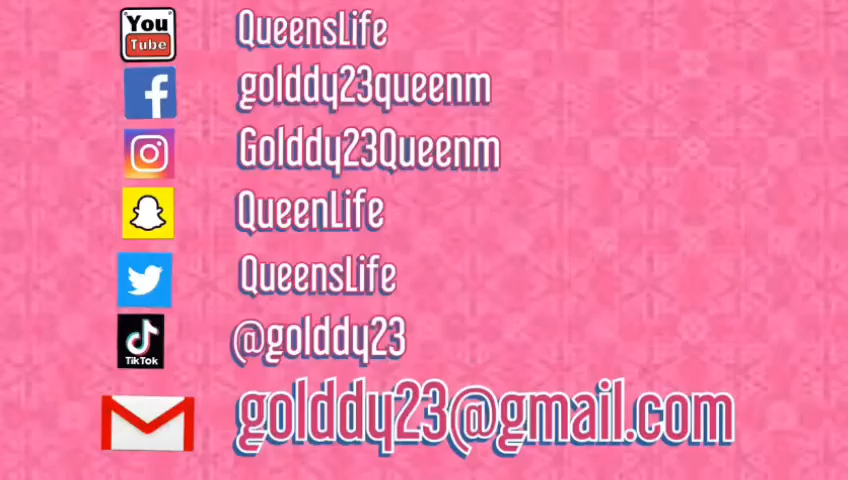 You
Tube
QueensLife
golddy23queenm
Golddy23Queenm
QueenLife
QueensLife
TikTok
@golddy23
golddy23@gmail.com